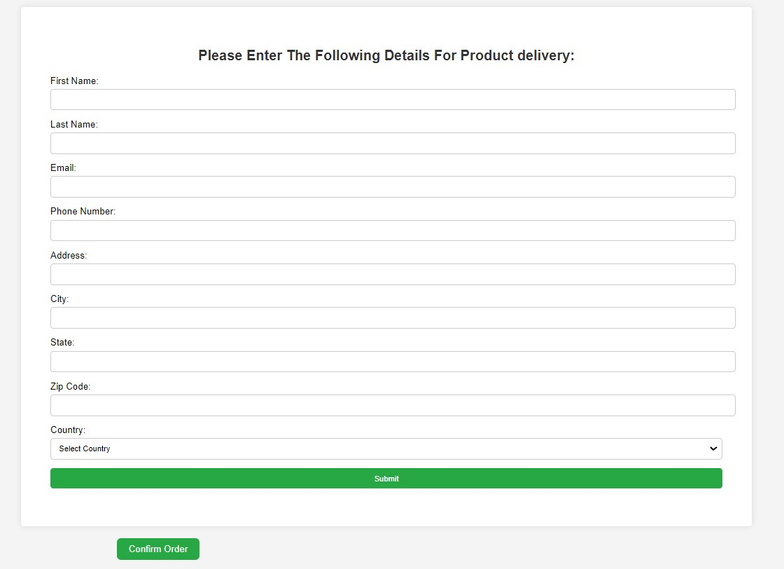 Please Enter The Following Details For Product delivery:
First Name:
Last Name:
Email:
Phone Number:
Address:
City:
State:
Zip Code:
Country:
Select Country
Submit
Confirm Order